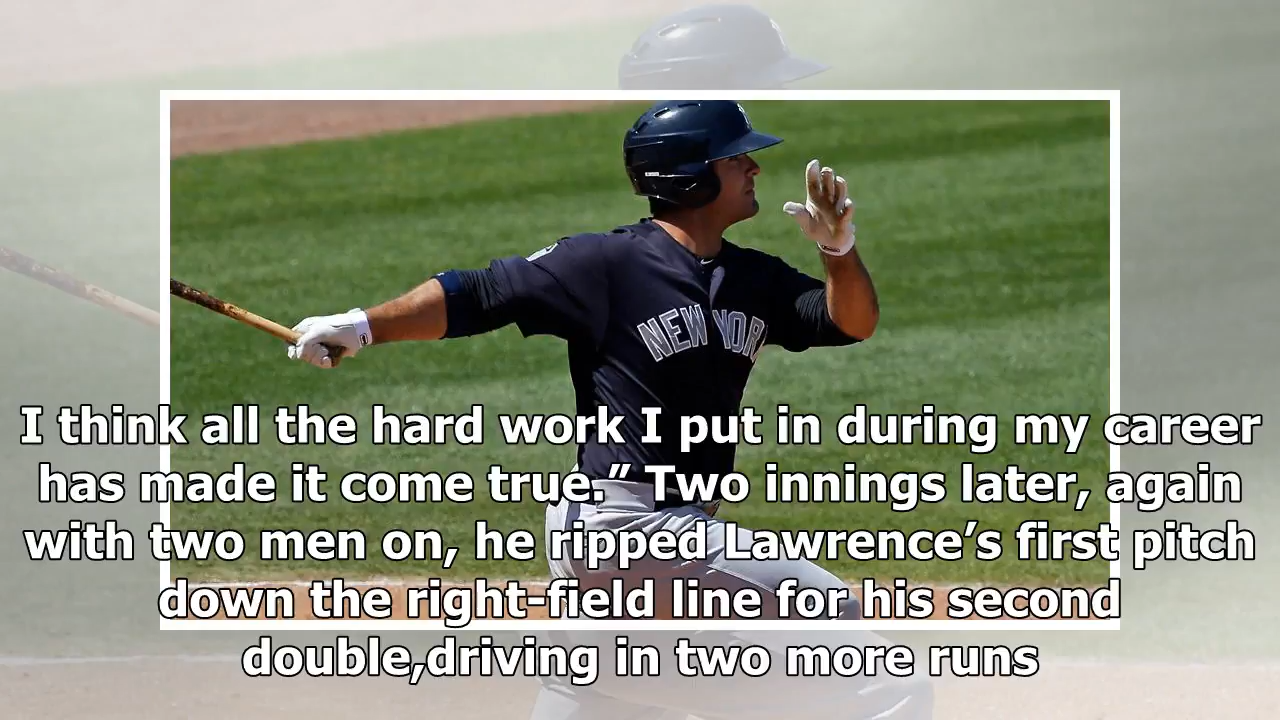 NEW YORK
I think all the hard work I put in during my career
has made it come true.” Two innings later, again
with two men on, he ripped Lawrence’s first pitch
down the right-field line for his second
double,driving in two more runs